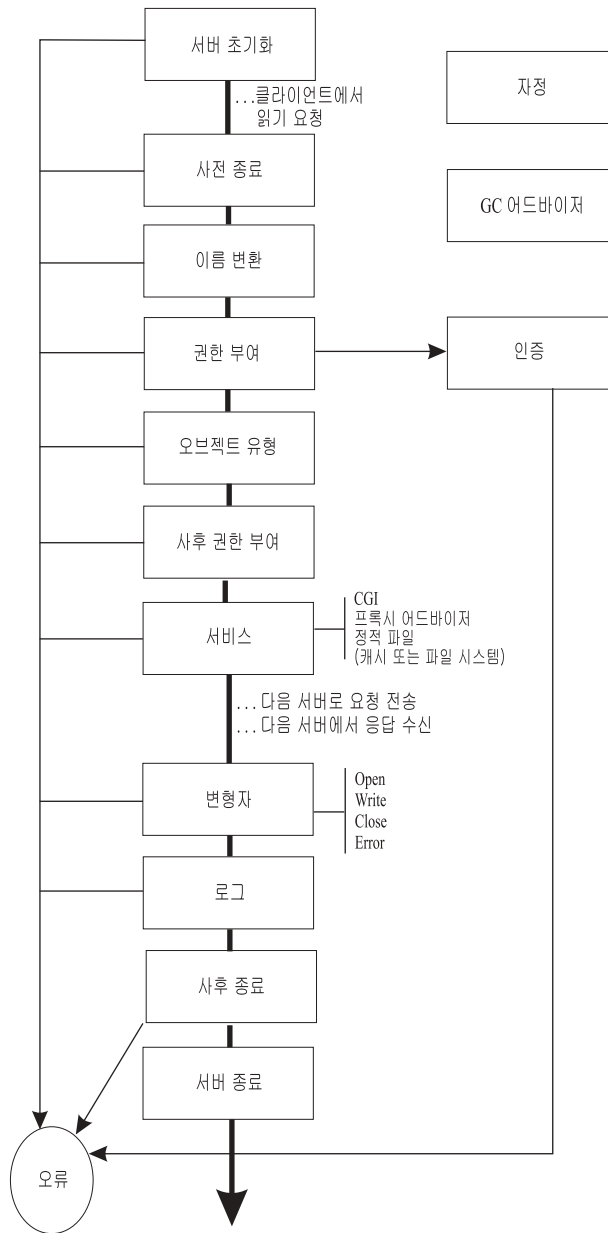 서버 초기화
...클라이언트에서
읽기 요청
자정
사전 종료
GC 어드바이저
이름 변환
권한 부여
인증
오브젝트 유형
사후 권한 부여
서비스
CGI
프록시 어드바이저
정적 파일
(캐시 또는 파일 시스템)
...다음 서버로 요청 전송
...다음 서버에서 응답 수신
변형자
Open
Write
Close
Error
로그
사후 종료
서버 종료
오류